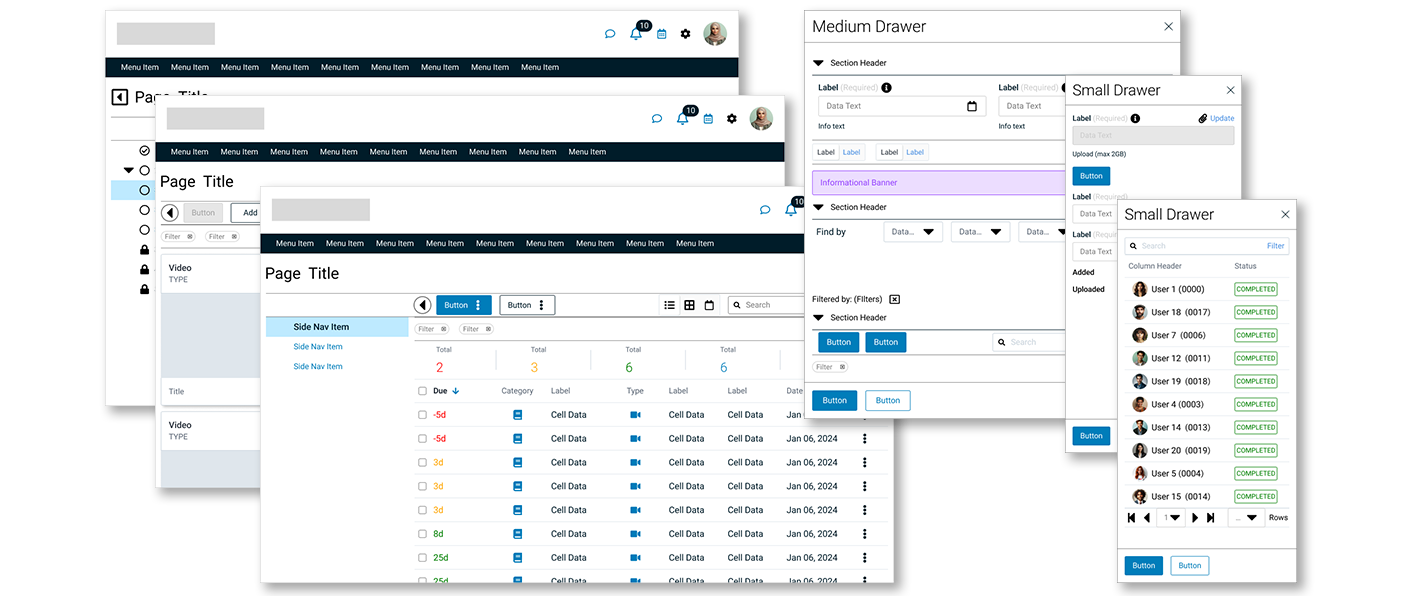 10
Menu Item Menu Item Menu Item Menu Item Menu Item Menu Item Menu Item Menu Item Menu Item
Page Title
10
Menu Item Menu Item Menu Item Menu Item Menu Item Menu Item Menu Item Menu Item Menu Item
Page Title
Button Add
Filter Filter
Video
TYPE
Title
Video
TYPE
10
Menu Item Menu Item Menu Item Menu Item Menu Item Menu Item Menu Item Menu Item Menu Item
Page Title
Button Button Search
Side Nav Item
Side Nav Item
Side Nav Item
Filter Filter
Total Total Total Total
2 3 6 6
Due Category Label Type Label Label Date
-5d Cell Data Cell Data Cell Data Jan 0
-5d Cell Data Cell Data Cell Data Jan 06, 2024
3d Cell Data Cell Data Cell Data Jan 06, 2024
3d Cell Data Cell Data Cell Data Jan 06, 2024
3d Cell Data Cell Data Cell Data Jan 06, 2024
8d Cell Data Cell Data Cell Data Jan 06, 2024
25d Cell Data Cell Data Cell Data Jan 06, 2024
25d Cell Data Cell Data Cell Data Jan 06, 2024
Medium Drawer
Section Header
Label (Required) Label (Required)
Data Text Data Text
Info text Info text
Label Label Label Label
Informational Banner
Section Header
Find by Data... Data... Data...
Filtered by: (FIlters)
Section Header
Button Button Search
Filter
Button Button
Small Drawer
Label (Required) Update
Data Text
Upload (max 2GB)
Button
Label (Required)
Data Text
Label (Requir
Data Text
Added
Uploaded
Button
Small Drawer
Search Filter
Column Header Status
User 1 (0000) COMPLETED
User 18 (0017) COMPLETED
User 7 (0006) COMPLETED
User 12 (0011) COMPLETED
User 19 (0018) COMPLETED
User 4 (0003) COMPLETED
User 14 (0013) COMPLETED
User 20 (0019) COMPLETED
User 5 (0004) COMPLETED
User 15 (0014) COMPLETED
1 ... Rows
Button Button